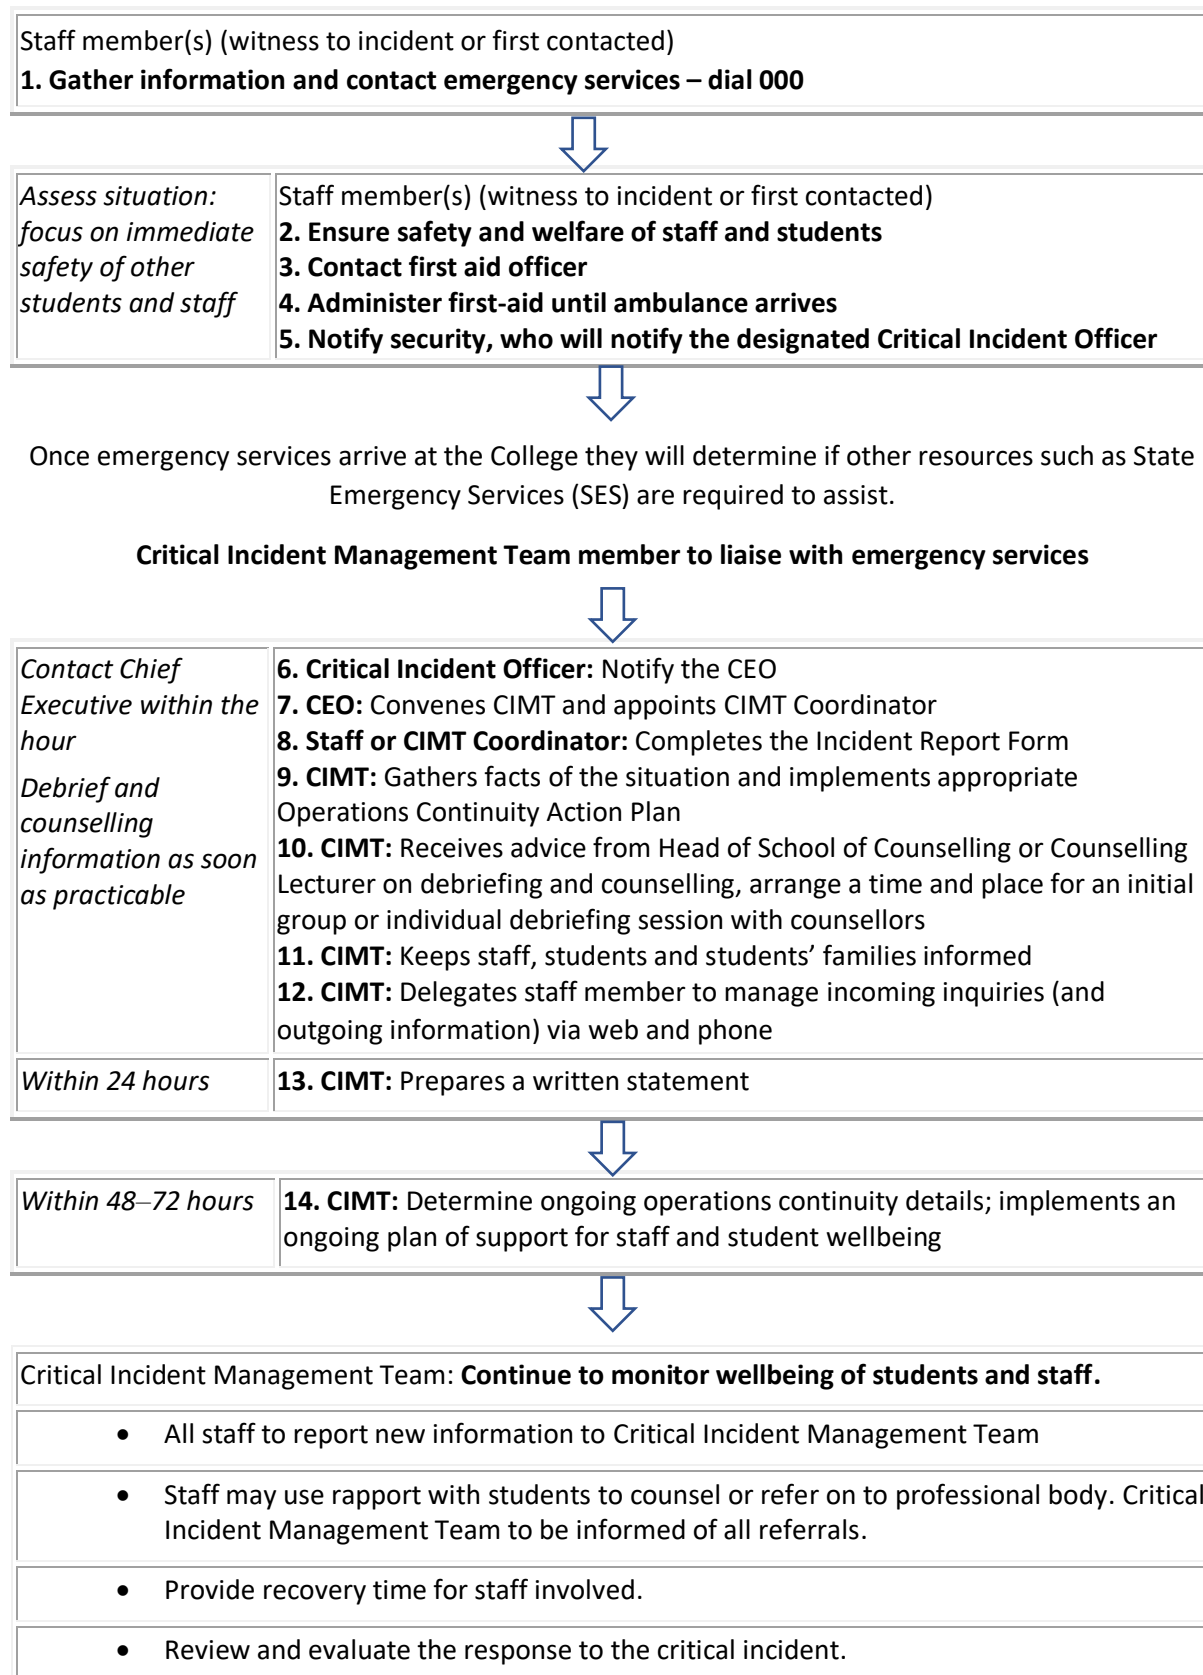 Staff member(s) (witness to incident or first contacted)
1. Gather information and contact emergency services – dial 000
Assess situation:
focus on immediate
safety of other
students and staff
Staff member(s) (witness to incident or first contacted)
2. Ensure safety and welfare of staff and students
3. Contact first aid officer
4. Administer first-aid until ambulance arrives
5. Notify security, who will notify the designated Critical Incident Officer
Once emergency services arrive at the College they will determine if other resources such as State
Emergency Services (SES) are required to assist.
Critical Incident Management Team member to liaise with emergency services
Contact Chief
Executive within the
hour
Debrief and
counselling
information as soon
as practicable
6. Critical Incident Officer: Notify the CEO
7. CEO: Convenes CIMT and appoints CIMT Coordinator
8. Staff or CIMT Coordinator: Completes the Incident Report Form
9. CIMT: Gathers facts of the situation and implements appropriate
Operations Continuity Action Plan
10. CIMT: Receives advice from Head of School of Counselling or Counselling
Lecturer on debriefing and counselling, arrange a time and place for an initial
group or individual debriefing session with counsellors
11. CIMT: Keeps staff, students and students’ families informed
12. CIMT: Delegates staff member to manage incoming inquiries (and
outgoing information) via web and phone
Within 24 hours
13. CIMT: Prepares a written statement
Within 48–72 hours
14. CIMT: Determine ongoing operations continuity details; implements an
ongoing plan of support for staff and student wellbeing
Critical Incident Management Team: Continue to monitor wellbeing of students and staff.
• All staff to report new information to Critical Incident Management Team
• Staff may use rapport with students to counsel or refer on to professional body. Critical
Incident Management Team to be informed of all referrals.
• Provide recovery time for staff involved.
• Review and evaluate the response to the critical incident.